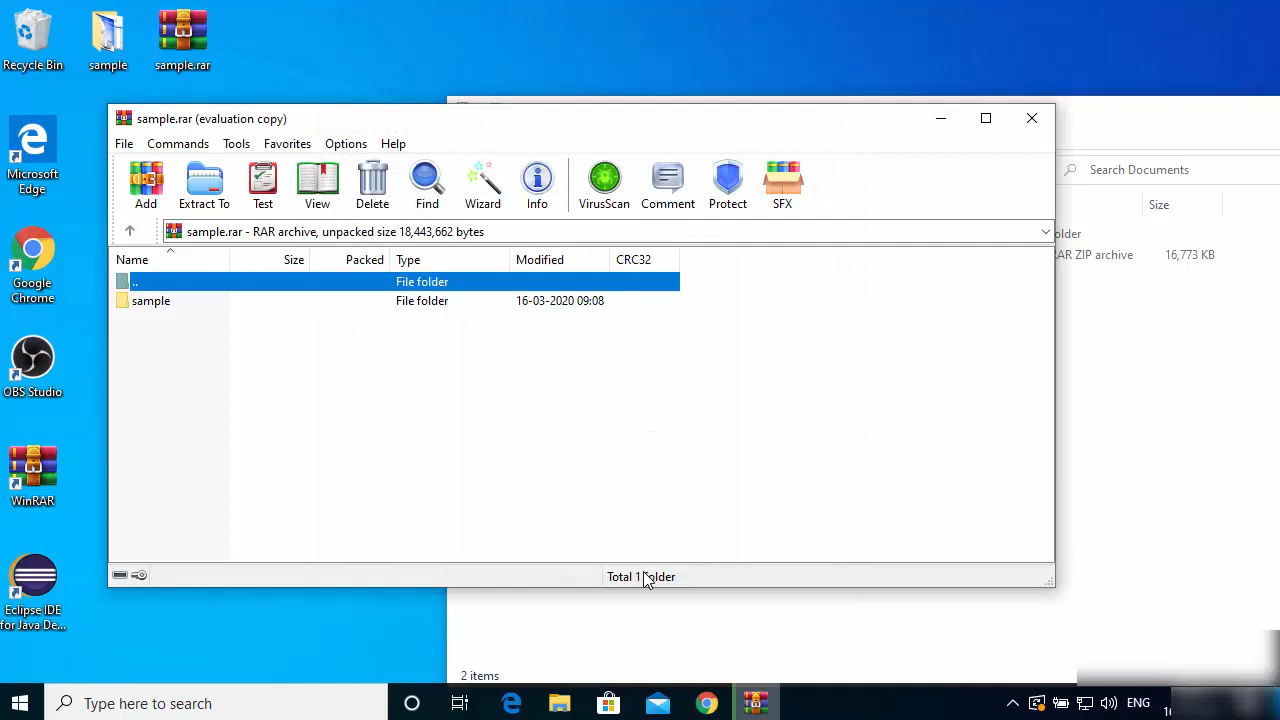 Recycle Bin
sample
sample.rar
Microsoft
Edge
Google
Chrome
OBS Studio
WinRAR
Eclipse IDE
for Java De...
sample.rar (evaluation copy)
File Commands Tools Favorites Options Help
Add Extract To Test View Delete Find Wizard Info VirusScan Comment Protect SFX
sample.rar - RAR archive, unpacked size 18,443,662 bytes
Name Size Packed Type Modified CRC32
.. File folder
sample File folder 16-03-2020 09:08
Total 1 folder
Search Documents
Size
older
AR ZIP archive 16,773 KB
2 items
Type here to search
ENG